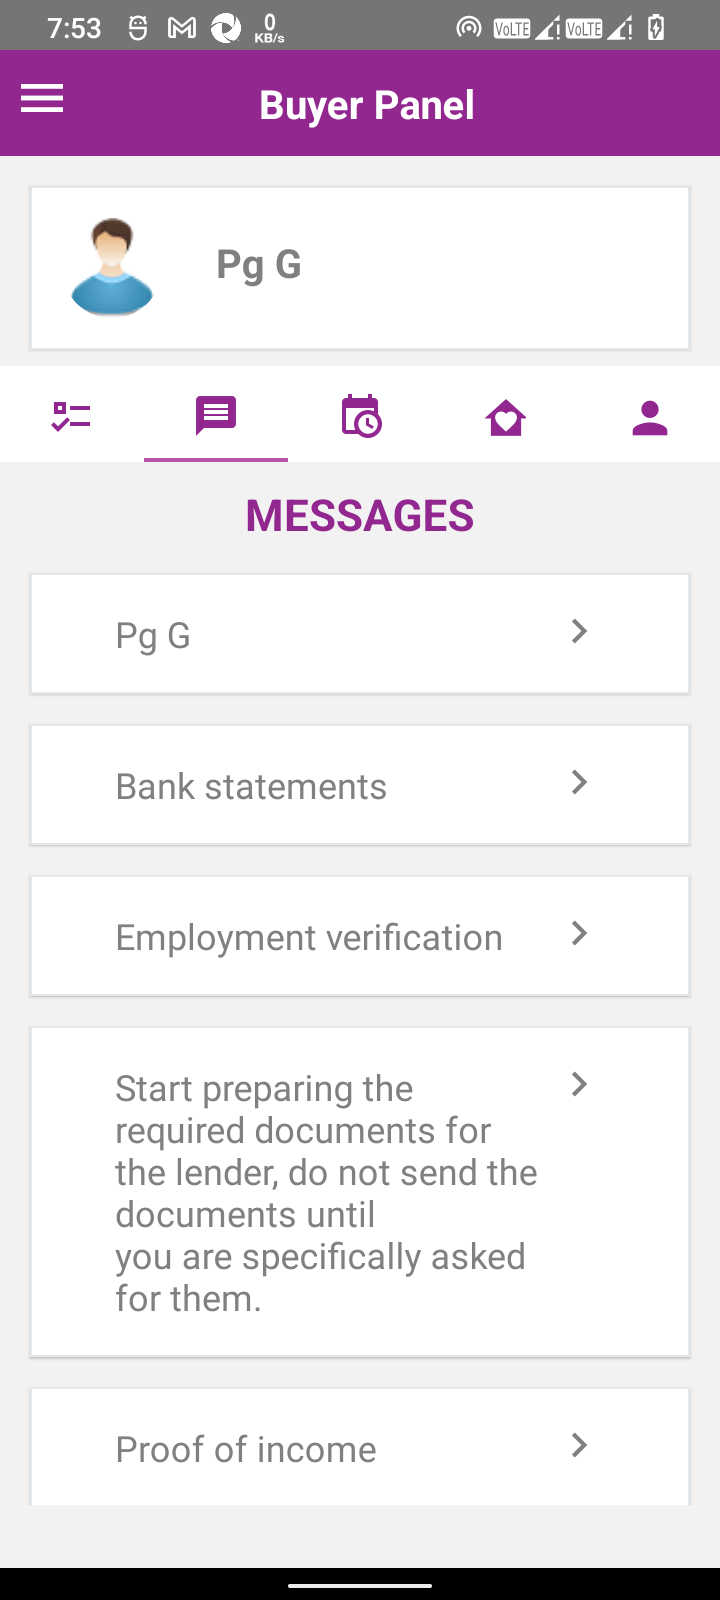 7:53
0
KB/s
VoLTE
VoLTE
Buyer Panel
Pg G
MESSAGES
Pg G
Bank statements
Employment verification
Start preparing the
required documents for
the lender, do not send the
documents until
you are specifically asked
for them.
Proof of income